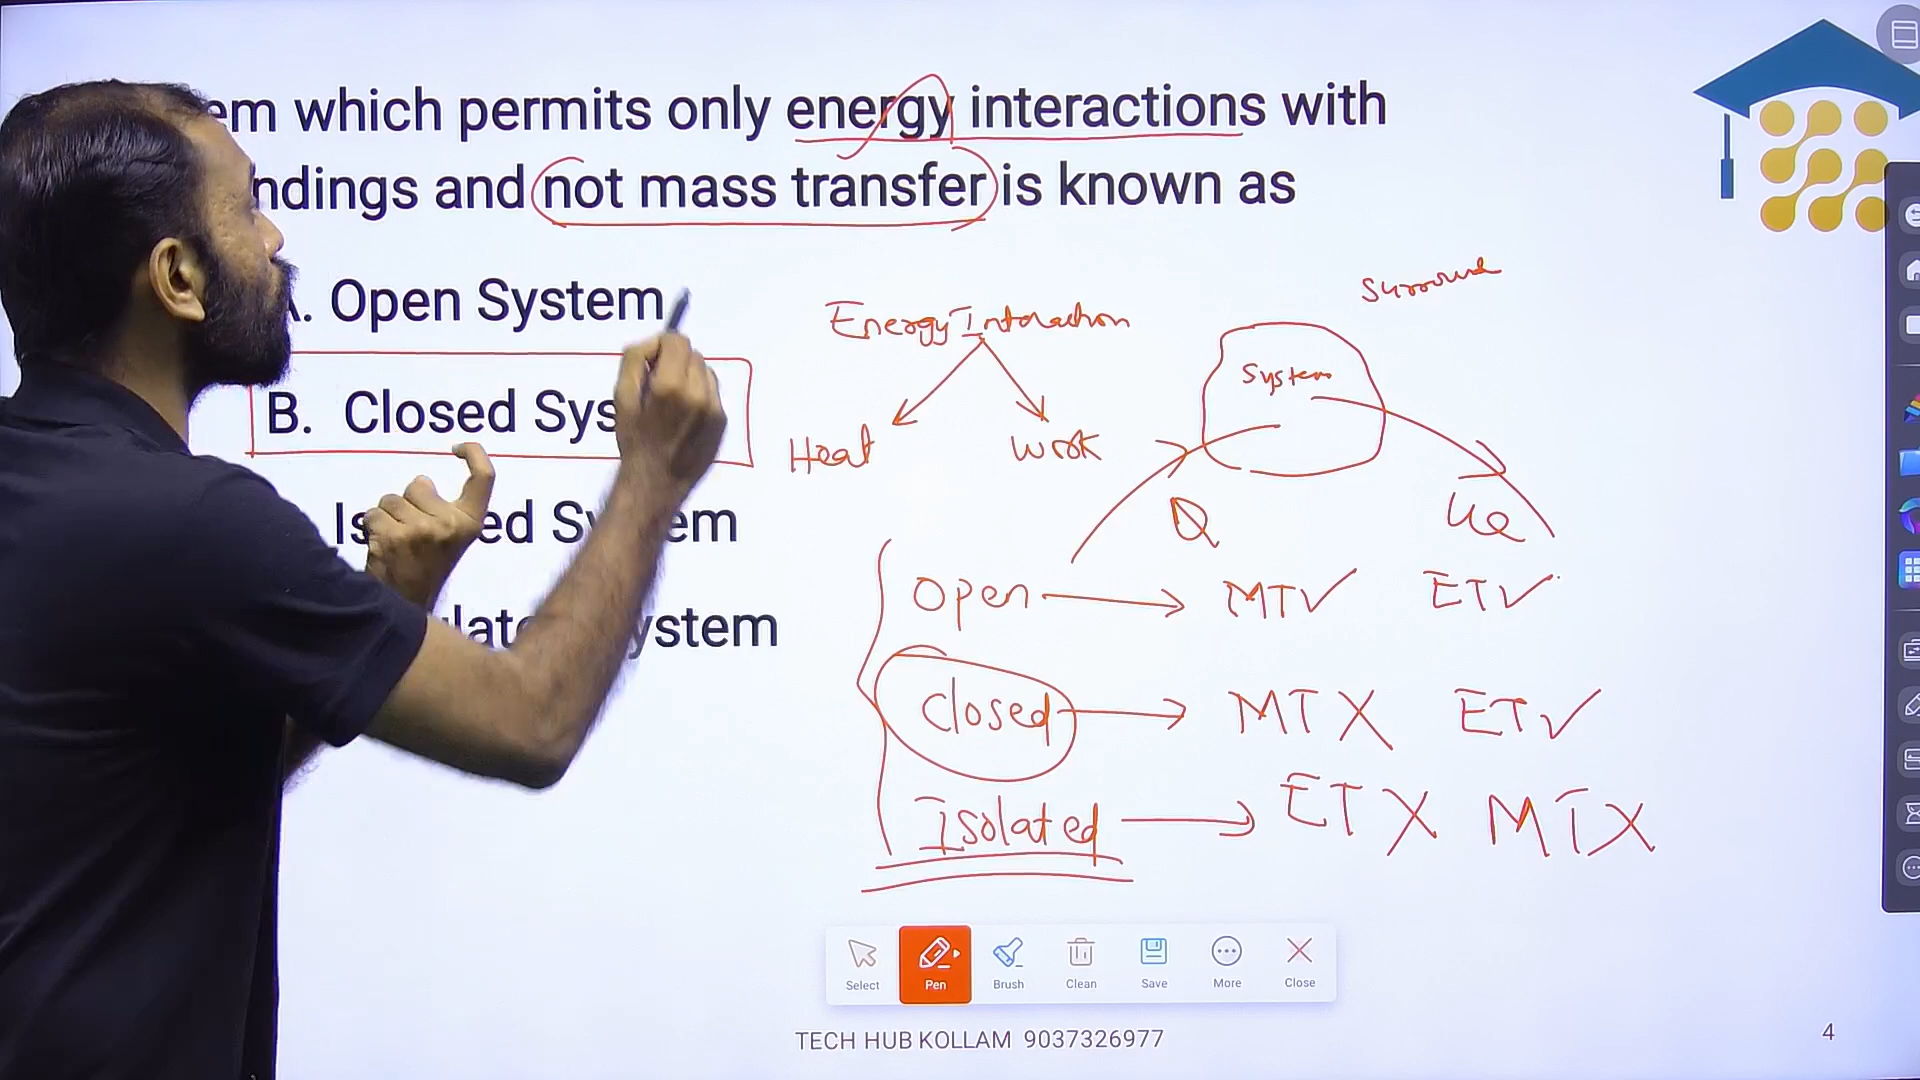 em which permits only energy interactions with
ndings and not mass transfer is known as
A. Open System
B. Closed Sys
Is ed Sy em
ulate ystem
Surround
Energy Interaction
Heat
Work
System
Q
Open → MT✓ ET✓
Closed → MT X ET✓
Isolated → ET X MT X
Select Pen Brush Clean Save More Close
TECH HUB KOLLAM 9037326977
4